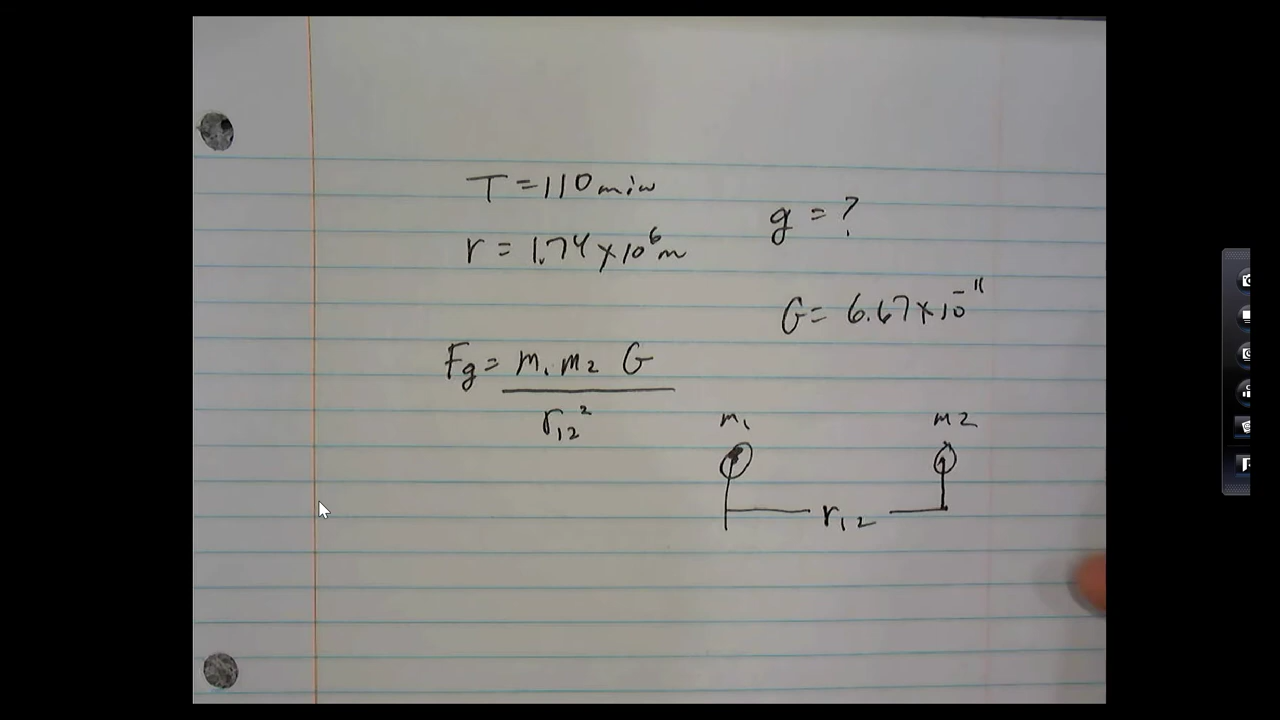 T = 110 min
r = 1.74 × 10⁶ m
g = ?
G = 6.67 × 10⁻¹¹
Fg = m₁ m₂ G
r₁₂²
m₁ m₂
r₁₂